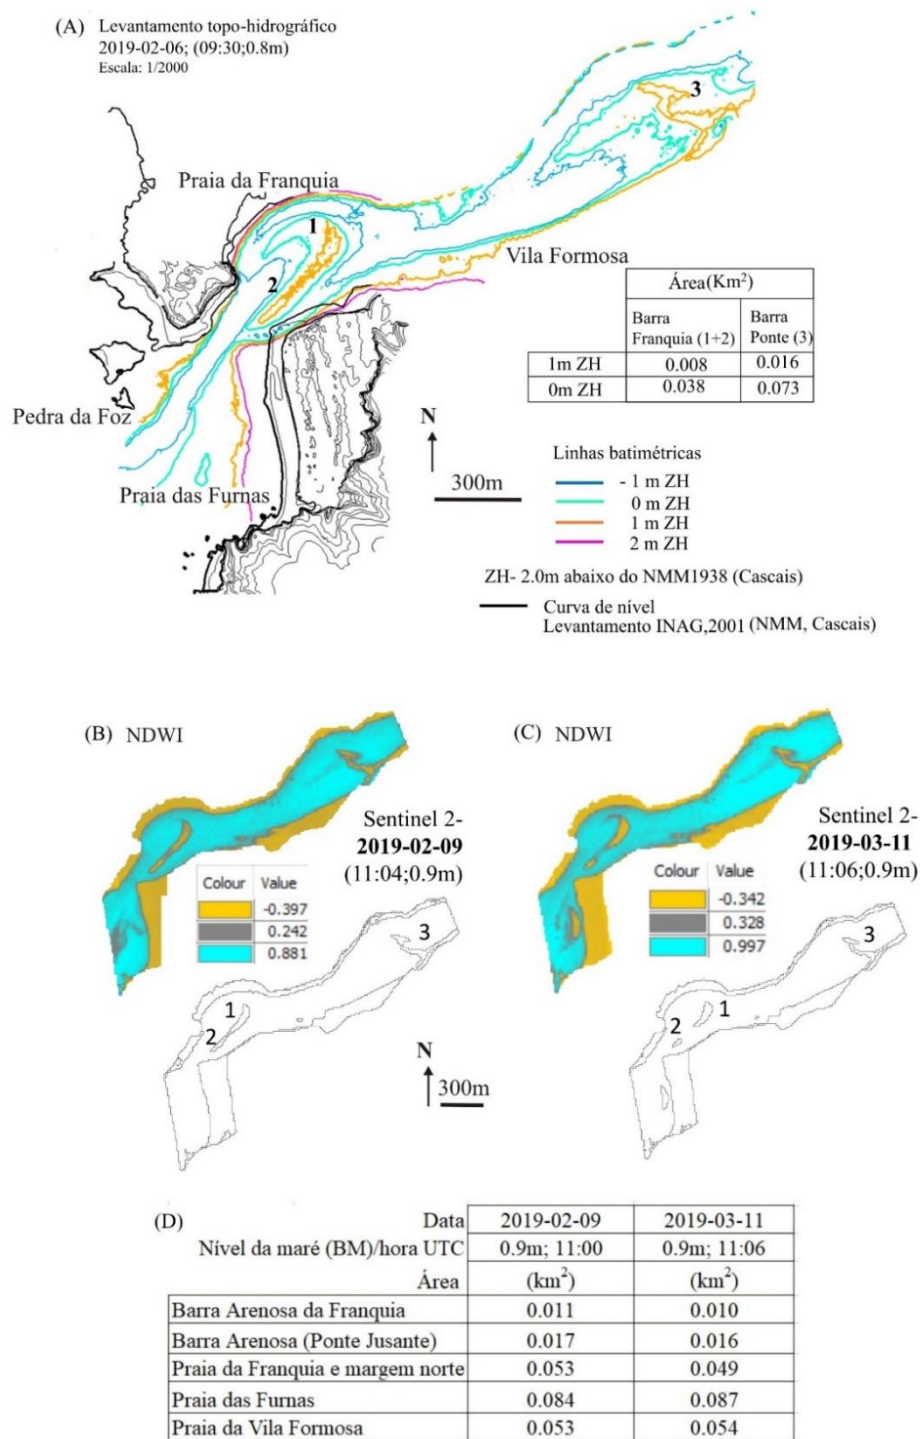 (A) Levantamento topo-hidrográfico
2019-02-06; (09:30;0.8m)
Escala: 1/2000
3
Praia da Franquia
1
2
Vila Formosa
Área(Km²)
Barra Franquia (1+2) Barra Ponte (3)
1m ZH 0.008 0.016
0m ZH 0.038 0.073
Pedra da Foz
Praia das Furnas
N
300m
Linhas batimétricas
- 1 m ZH
0 m ZH
1 m ZH
2 m ZH
ZH- 2.0m abaixo do NMM1938 (Cascais)
Curva de nível
Levantamento INAG,2001 (NMM, Cascais)
(B) NDWI
Sentinel 2-
2019-02-09
(11:04;0.9m)
Colour Value
-0.397
0.242
0.881
3
1
2
(C) NDWI
Sentinel 2-
2019-03-11
(11:06;0.9m)
Colour Value
-0.342
0.328
0.997
3
1
2
N
300m
(D) Data 2019-02-09 2019-03-11
Nível da maré (BM)/hora UTC 0.9m; 11:00 0.9m; 11:06
Área (km²) (km²)
Barra Arenosa da Franquia 0.011 0.010
Barra Arenosa (Ponte Jusante) 0.017 0.016
Praia da Franquia e margem norte 0.053 0.049
Praia das Furnas 0.084 0.087
Praia da Vila Formosa 0.053 0.054